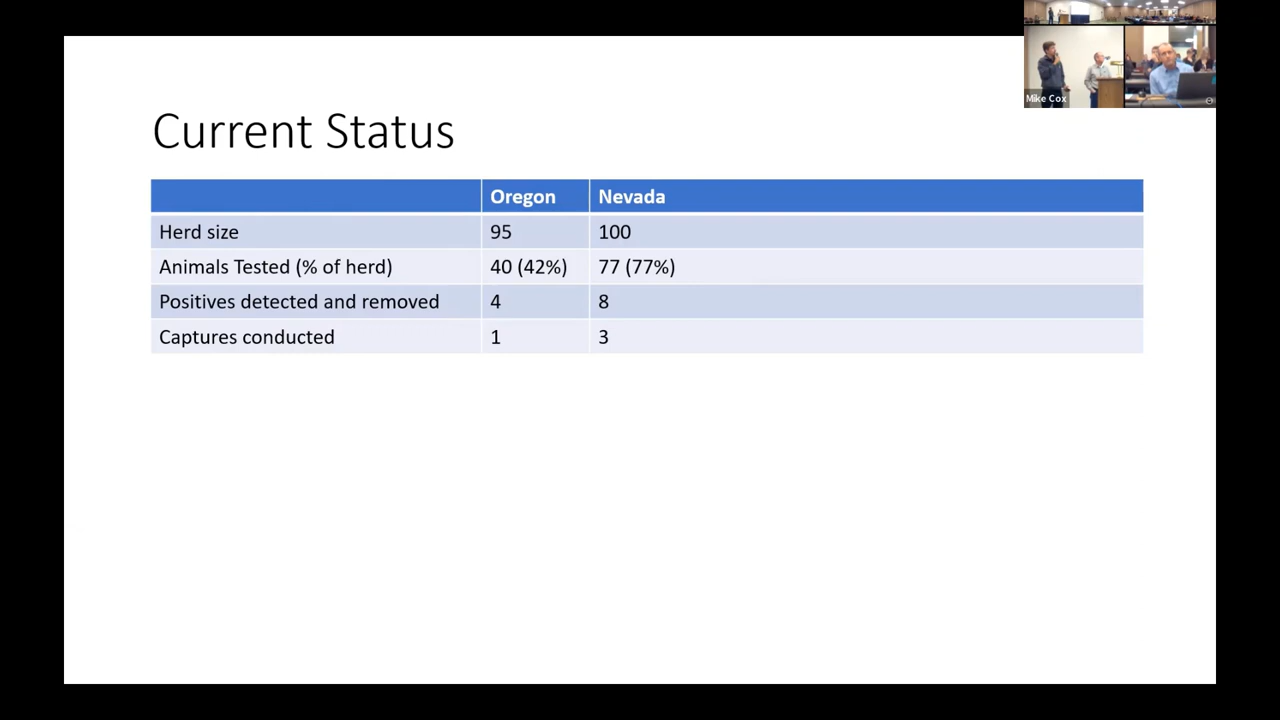 Mike Cox
Current Status
Oregon Nevada
Herd size 95 100
Animals Tested (% of herd) 40 (42%) 77 (77%)
Positives detected and removed 4 8
Captures conducted 1 3